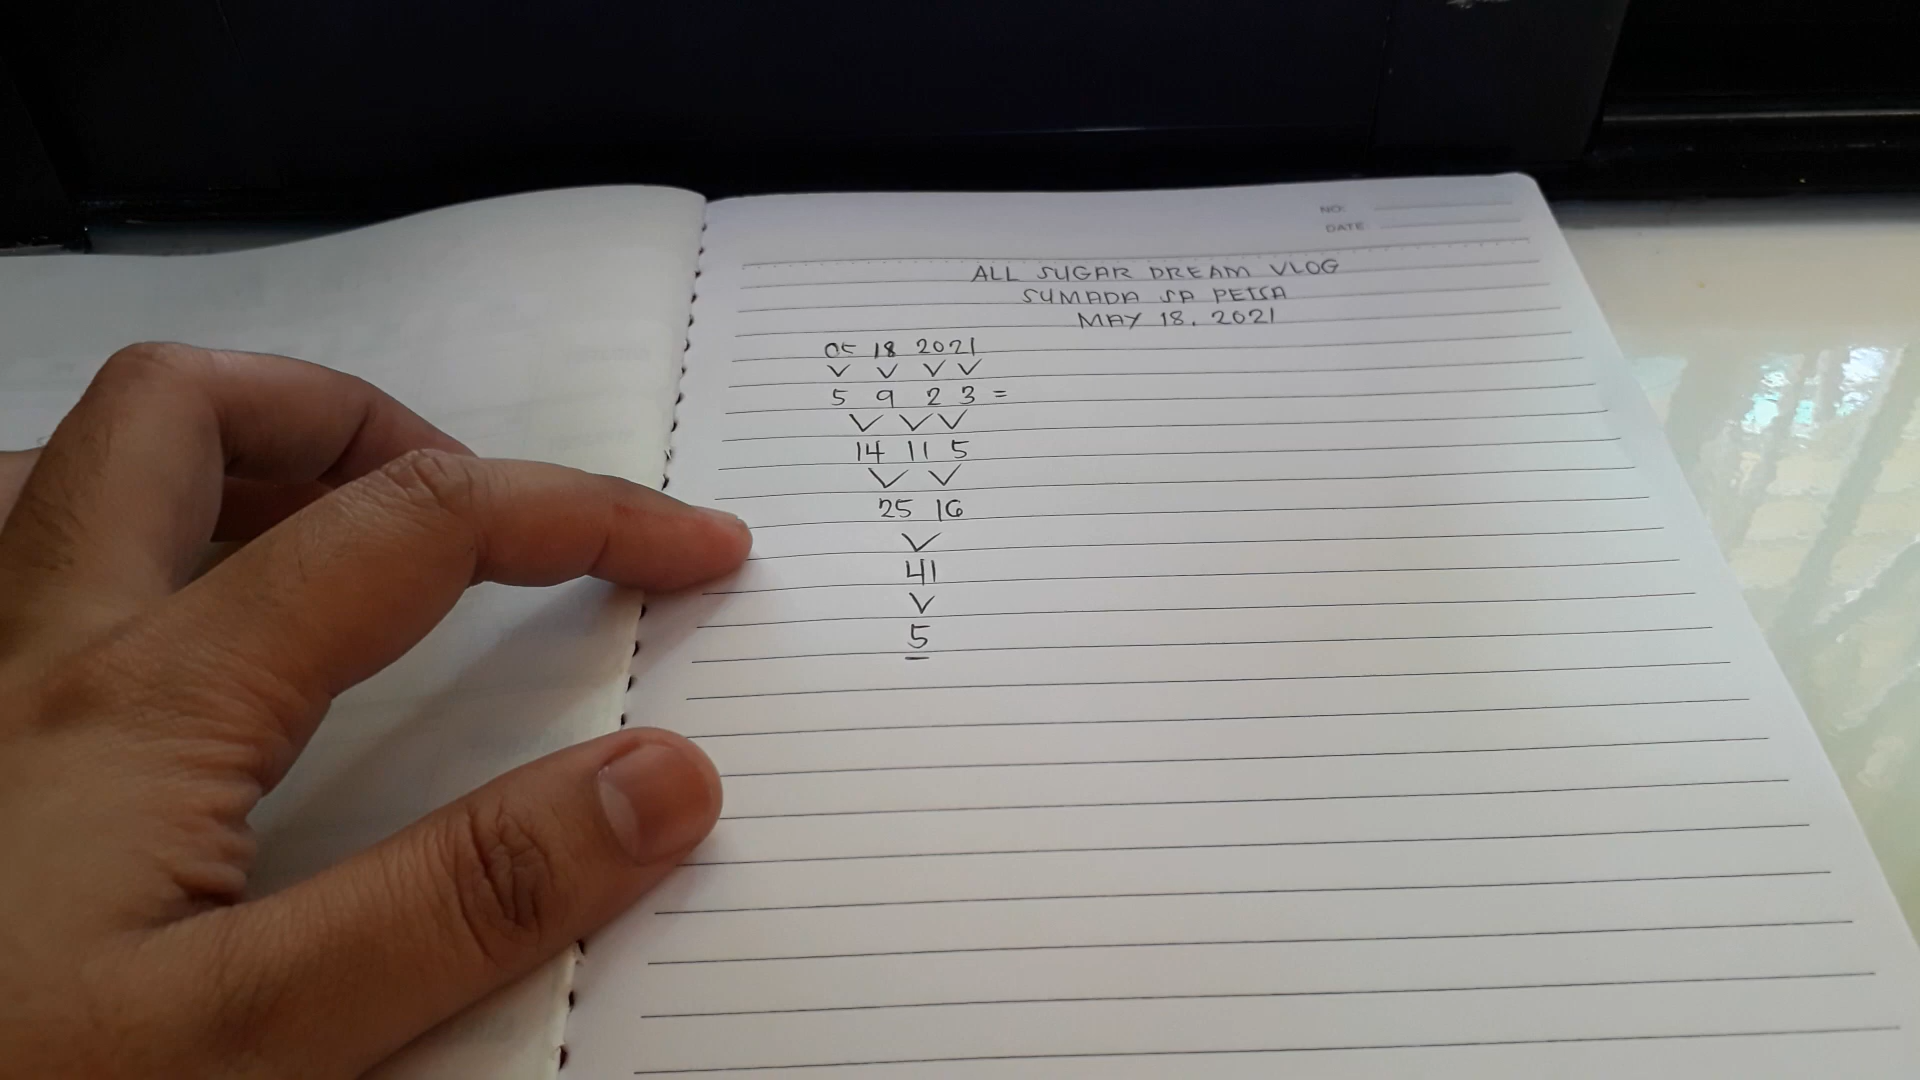 NO:
DATE
ALL SUGAR DREAM VLOG
SUMADA SA PETSA
MAY 18, 2021
05 18 2021
5 9 2 3 =
14 11 5
25 16
41
5